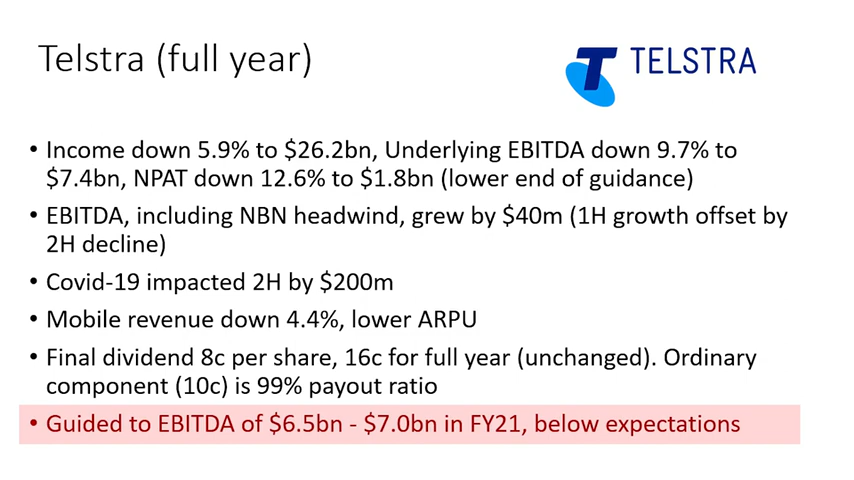 Telstra (full year)
TELSTRA
• Income down 5.9% to $26.2bn, Underlying EBITDA down 9.7% to
$7.4bn, NPAT down 12.6% to $1.8bn (lower end of guidance)
• EBITDA, including NBN headwind, grew by $40m (1H growth offset by
2H decline)
• Covid-19 impacted 2H by $200m
• Mobile revenue down 4.4%, lower ARPU
• Final dividend 8c per share, 16c for full year (unchanged). Ordinary
component (10c) is 99% payout ratio
• Guided to EBITDA of $6.5bn - $7.0bn in FY21, below expectations